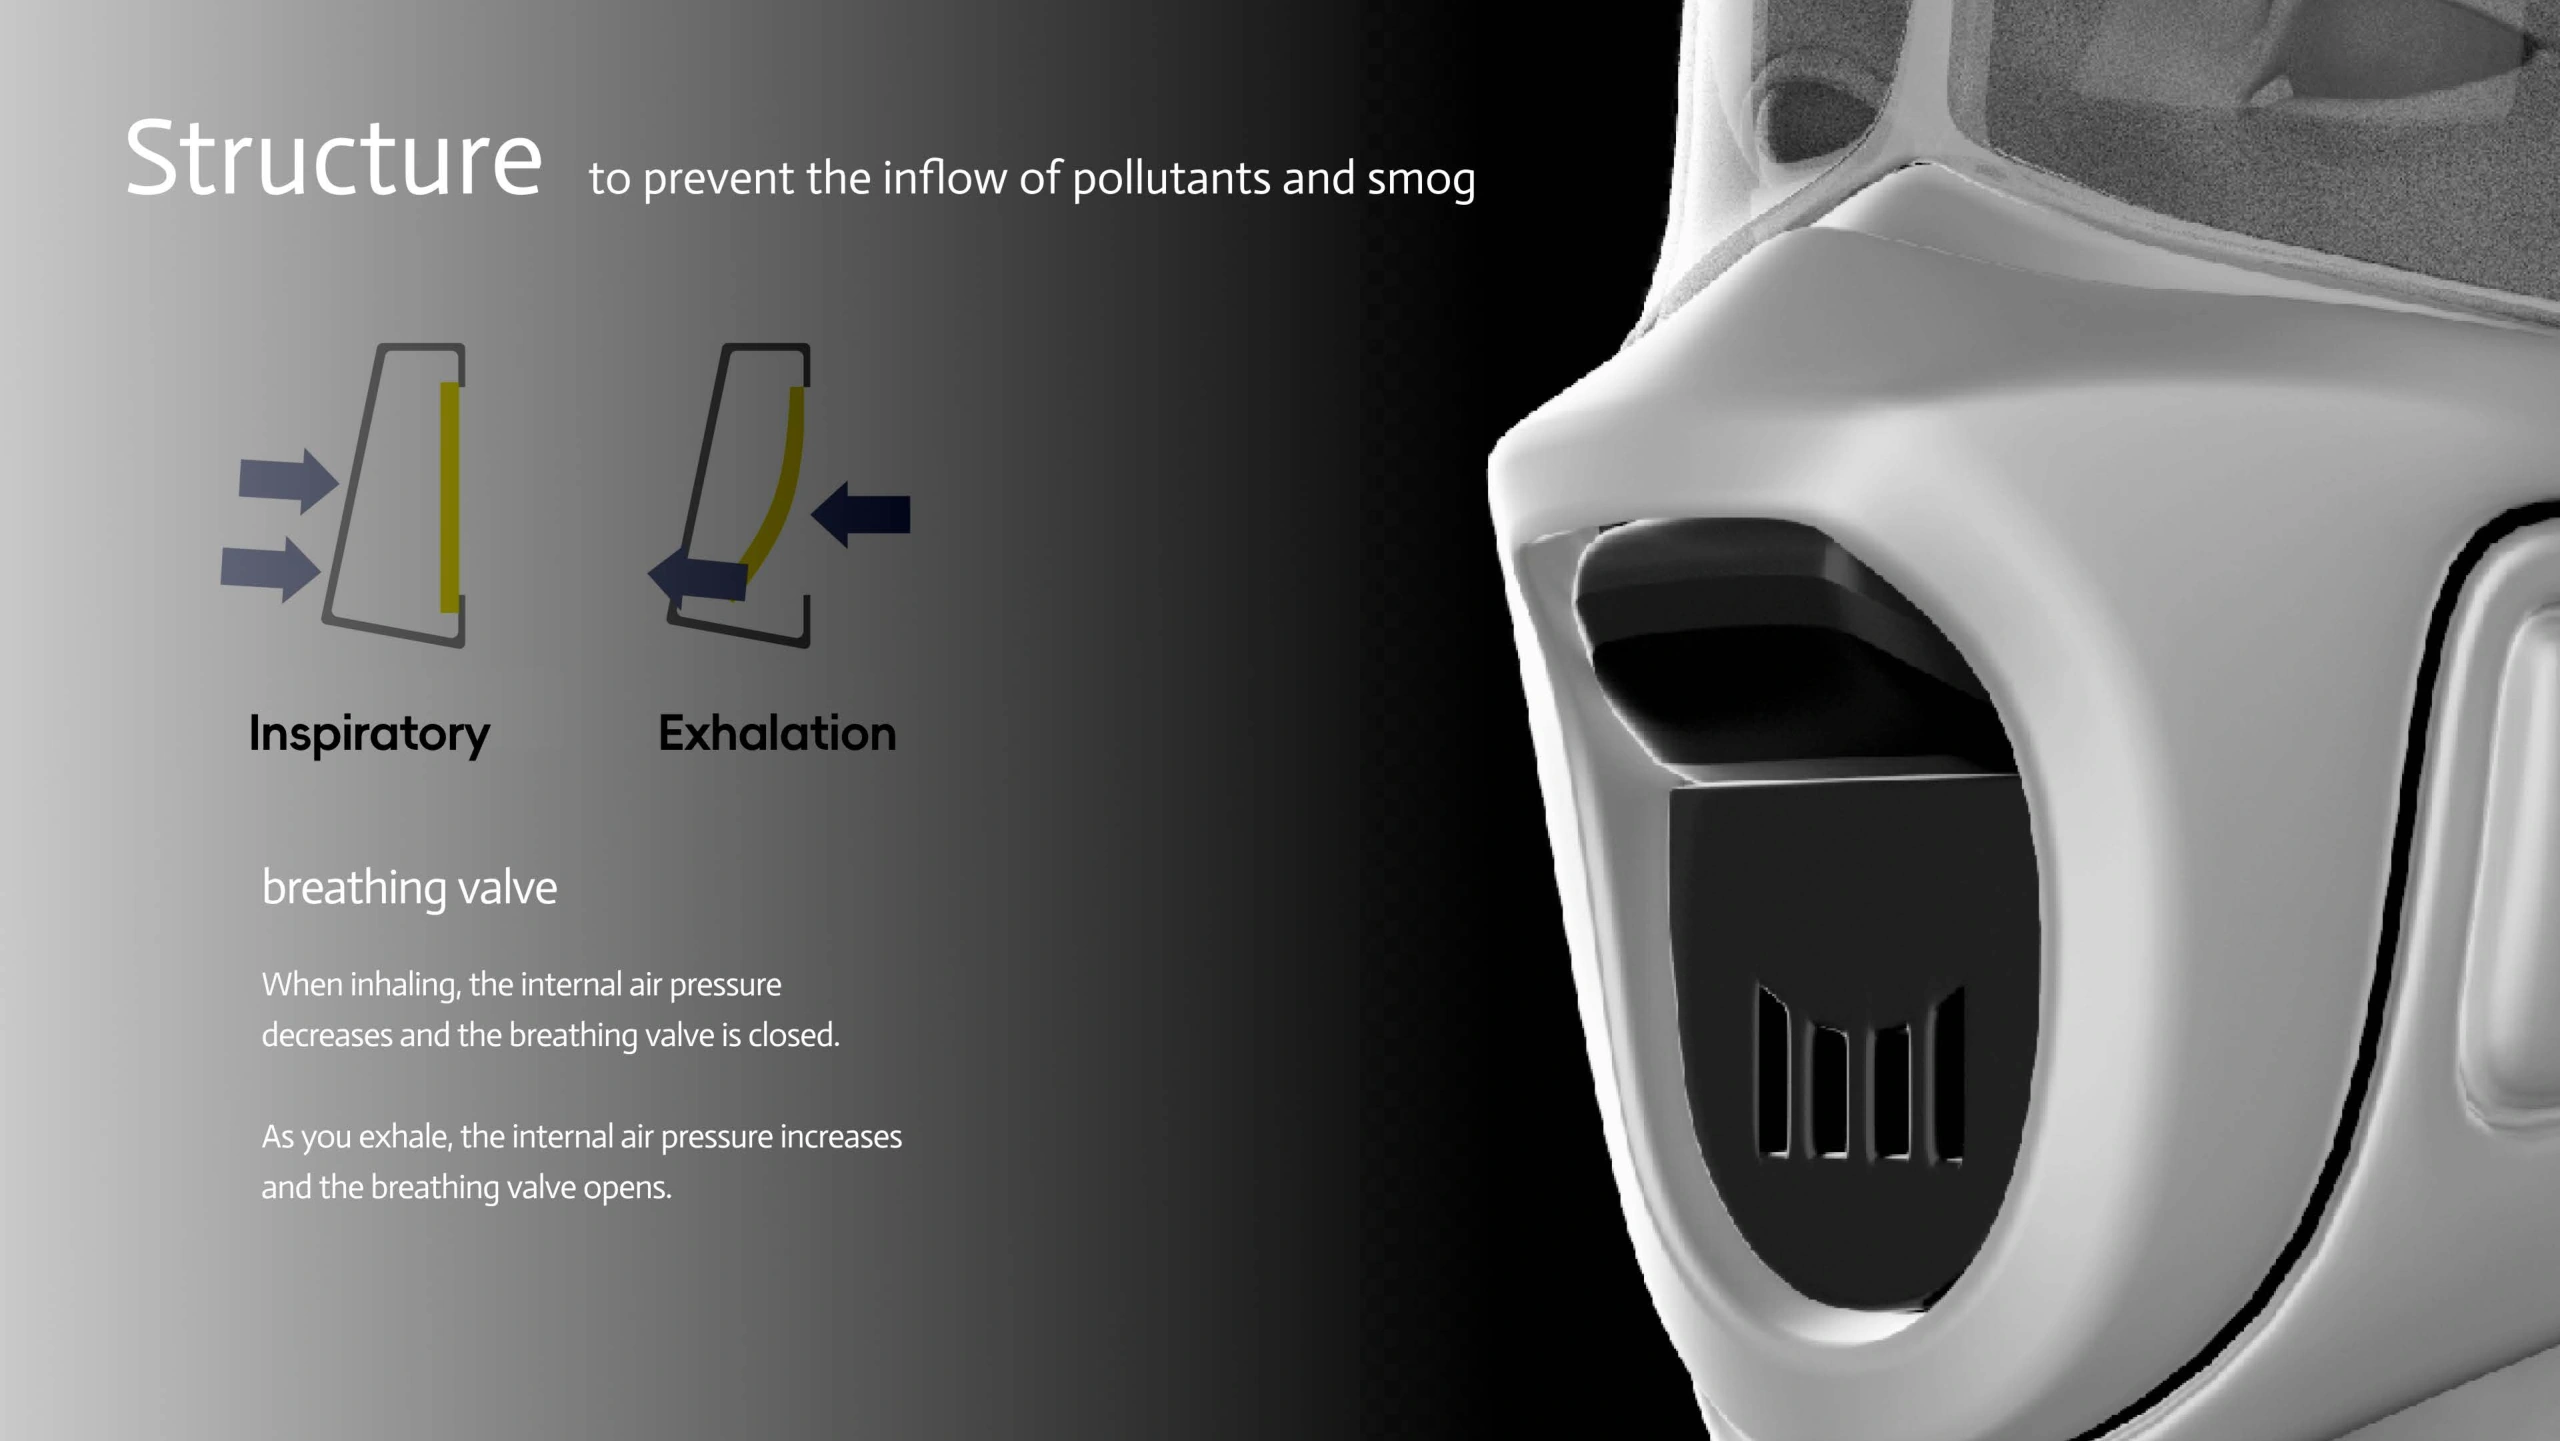 Structure to prevent the inflow of pollutants and smog
Inspiratory
Exhalation
breathing valve
When inhaling, the internal air pressure
decreases and the breathing valve is closed.
As you exhale, the internal air pressure increases
and the breathing valve opens.